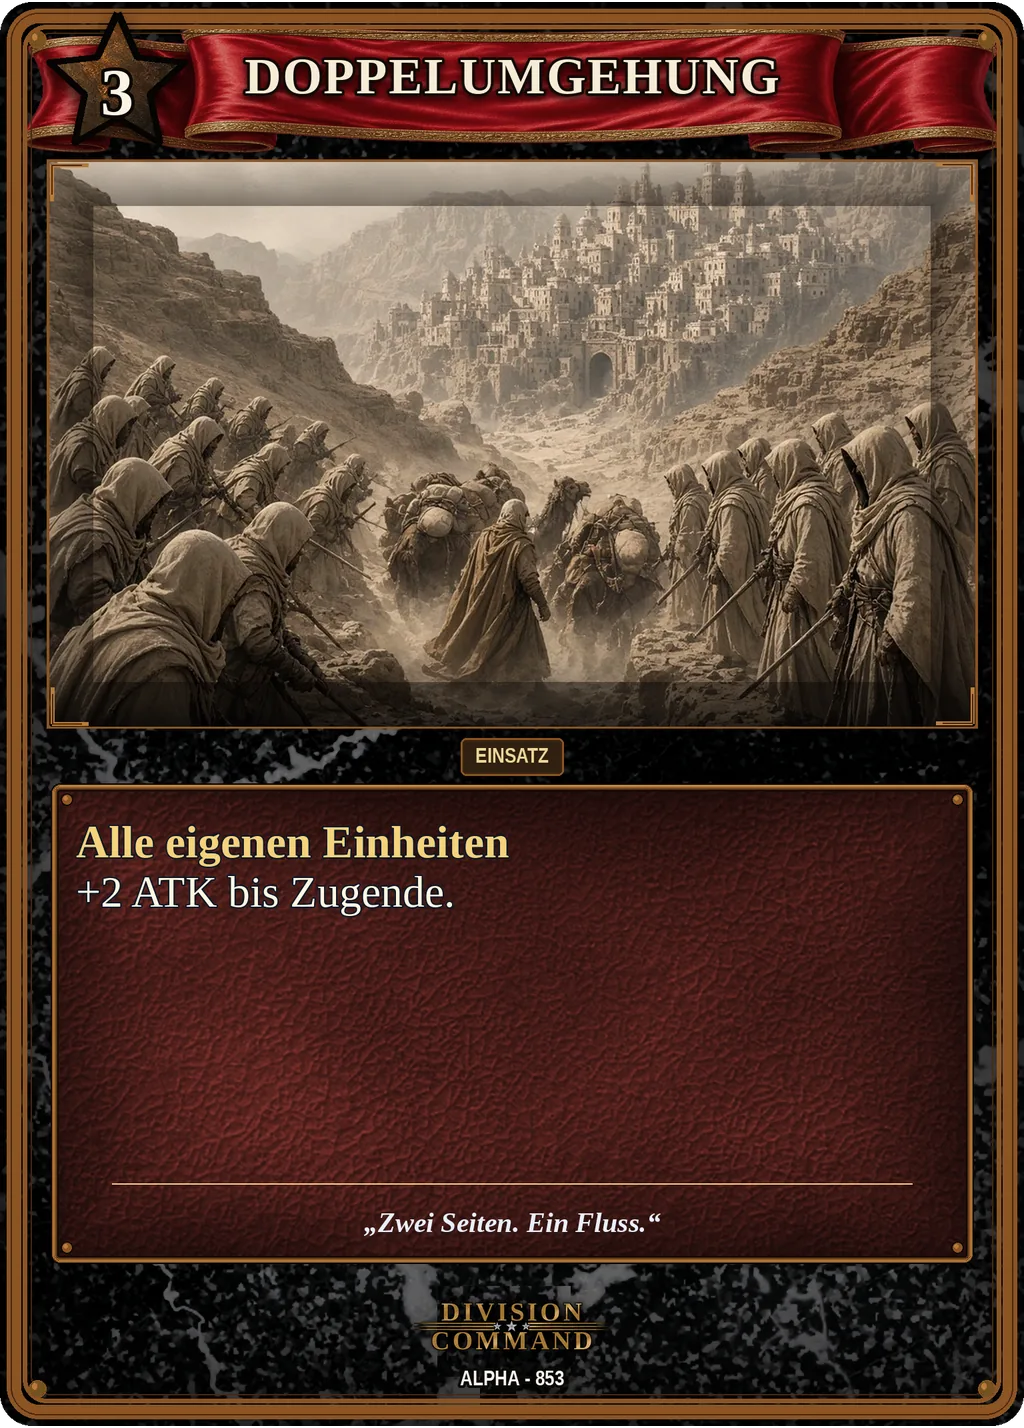 3
DOPPELUMGEHUNG
EINSATZ
Alle eigenen Einheiten
+2 ATK bis Zugende.
„Zwei Seiten. Ein Fluss.“
DIVISION
COMMAND
ALPHA - 853